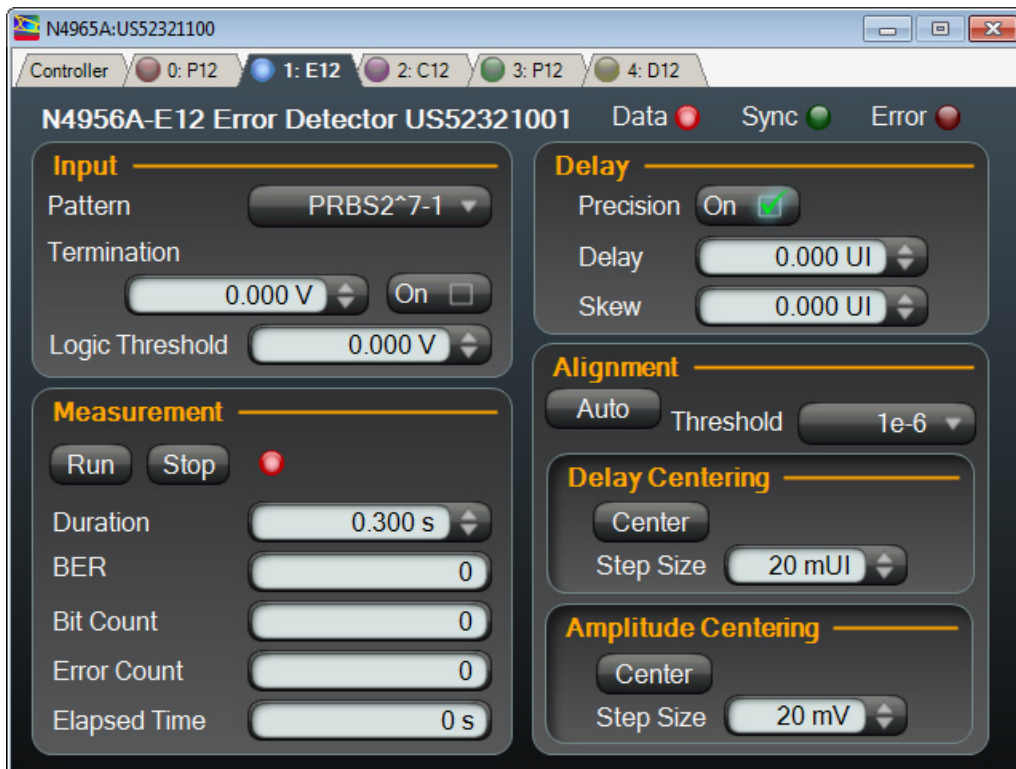 N4965A:US52321100
Controller 0: P12 1: E12 2: C12 3: P12 4: D12
N4956A-E12 Error Detector US52321001 Data Sync Error
Input
Pattern PRBS2^7-1
Termination
0.000 V On
Logic Threshold 0.000 V
Measurement
Run Stop
Duration 0.300 s
BER 0
Bit Count 0
Error Count 0
Elapsed Time 0 s
Delay
Precision On
Delay 0.000 UI
Skew 0.000 UI
Alignment
Auto Threshold 1e-6
Delay Centering
Center
Step Size 20 mUI
Amplitude Centering
Center
Step Size 20 mV